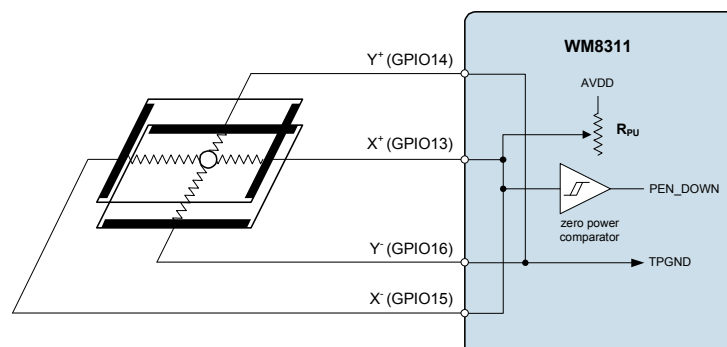 WM8311
Y+ (GPIO14)
AVDD
RPU
X+ (GPIO13)
PEN_DOWN
zero power
comparator
Y- (GPIO16)
TPGND
X- (GPIO15)